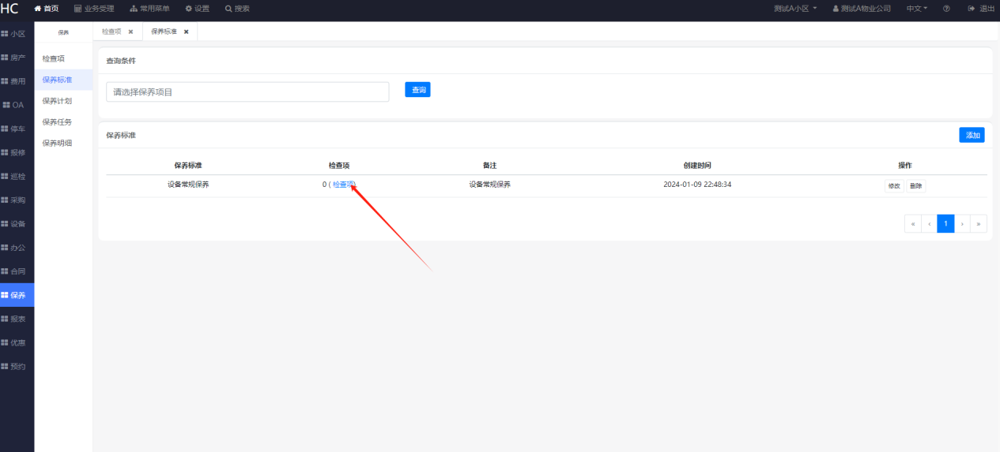 HC 首页 业务受理 常用菜单 设置 搜索 测试A小区 测试A物业公司 中文 退出
小区
房产
费用
OA
停车
报修
巡检
采购
设备
办公
合同
保养
报表
优惠
预约
保养
检查项
保养标准
保养计划
保养任务
保养明细
检查项 × 保养标准 ×
查询条件
请选择保养项目 查询
保养标准 添加
保养标准 检查项 备注 创建时间 操作
设备常规保养 0 ( 检查项) 设备常规保养 2024-01-09 22:48:34 修改 删除
« ‹ 1 › »